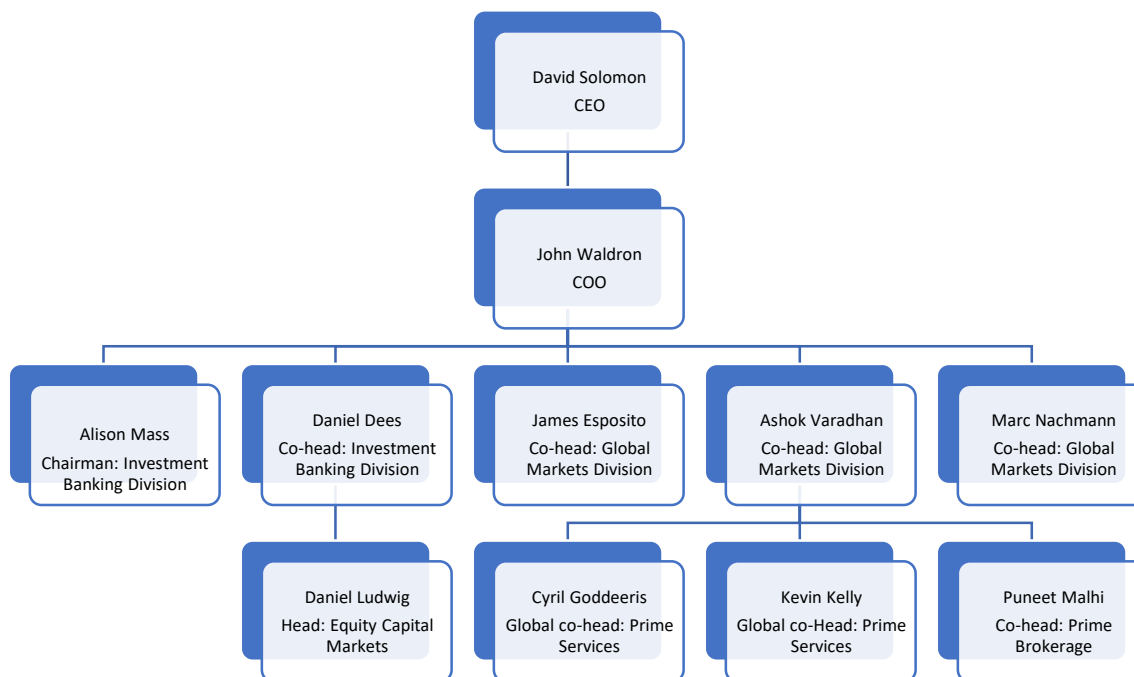 David Solomon
CEO
John Waldron
COO
Alison Mass
Chairman: Investment
Banking Division
Daniel Dees
Co-head: Investment
Banking Division
James Esposito
Co-head: Global
Markets Division
Ashok Varadhan
Co-head: Global
Markets Division
Marc Nachmann
Co-head: Global
Markets Division
Daniel Ludwig
Head: Equity Capital
Markets
Cyril Goddeeris
Global co-head: Prime
Services
Kevin Kelly
Global co-Head: Prime
Services
Puneet Malhi
Co-head: Prime
Brokerage